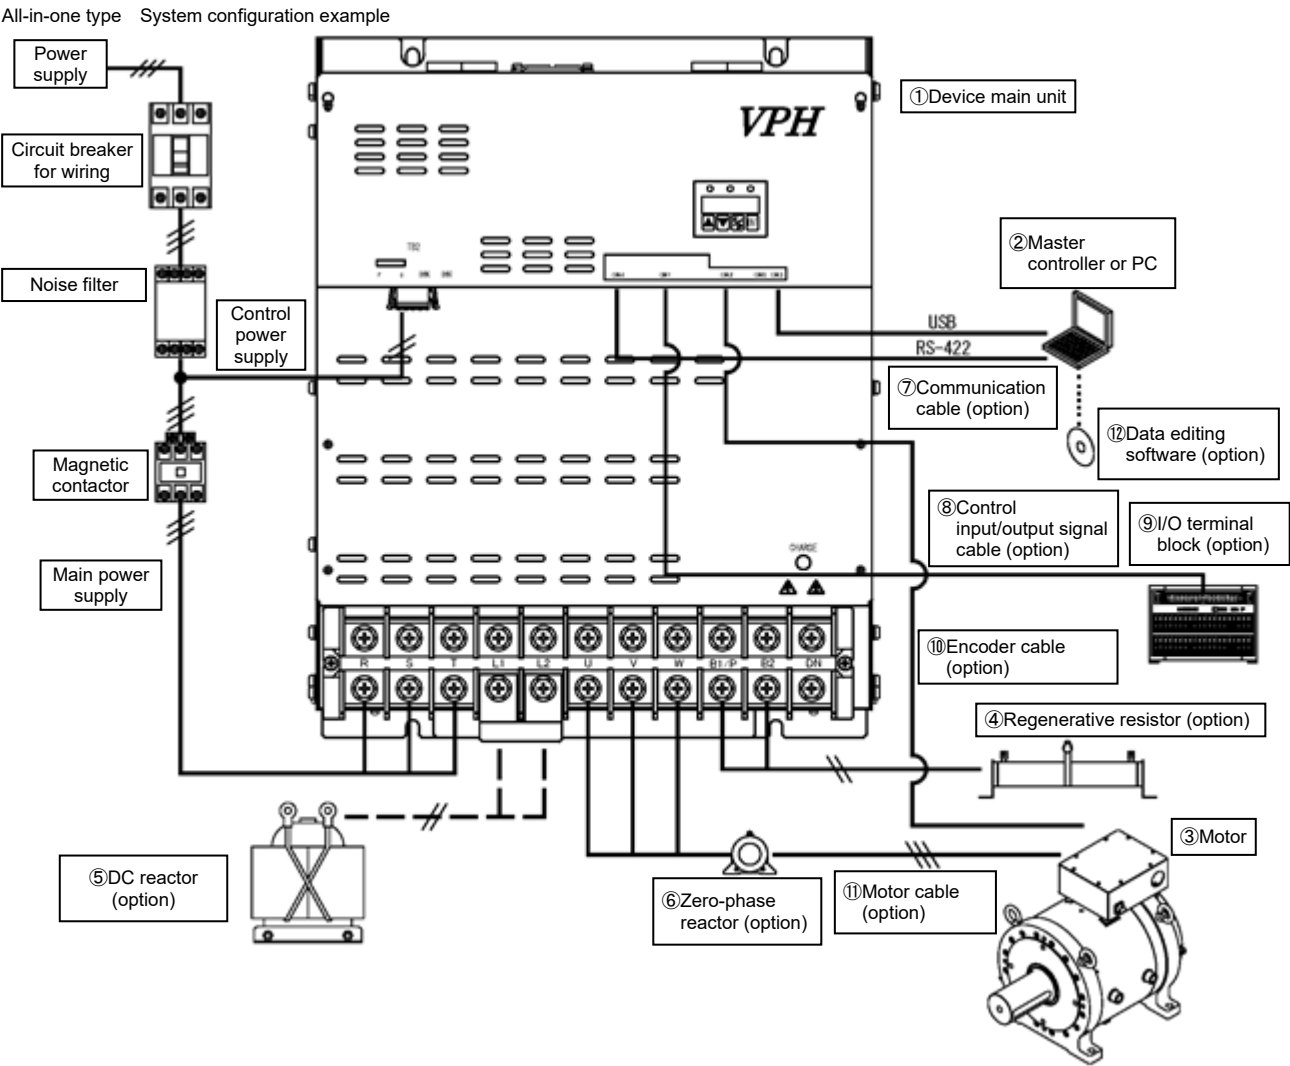 All-in-one type System configuration example
Power
supply
①Device main unit
VPH
Circuit breaker
for wiring
②Master
controller or PC
TB2
Noise filter
Control
power
supply
USB
RS-422
⑦Communication
cable (option)
⑫Data editing
software (option)
Magnetic
contactor
⑧Control
input/output signal
cable (option)
⑨I/O terminal
block (option)
CHARGE
Main power
supply
⑩Encoder cable
(option)
R S T L1 L2 U V W B1/P B2 DN
④Regenerative resistor (option)
③Motor
⑤DC reactor
(option)
⑥Zero-phase
reactor (option)
⑪Motor cable
(option)